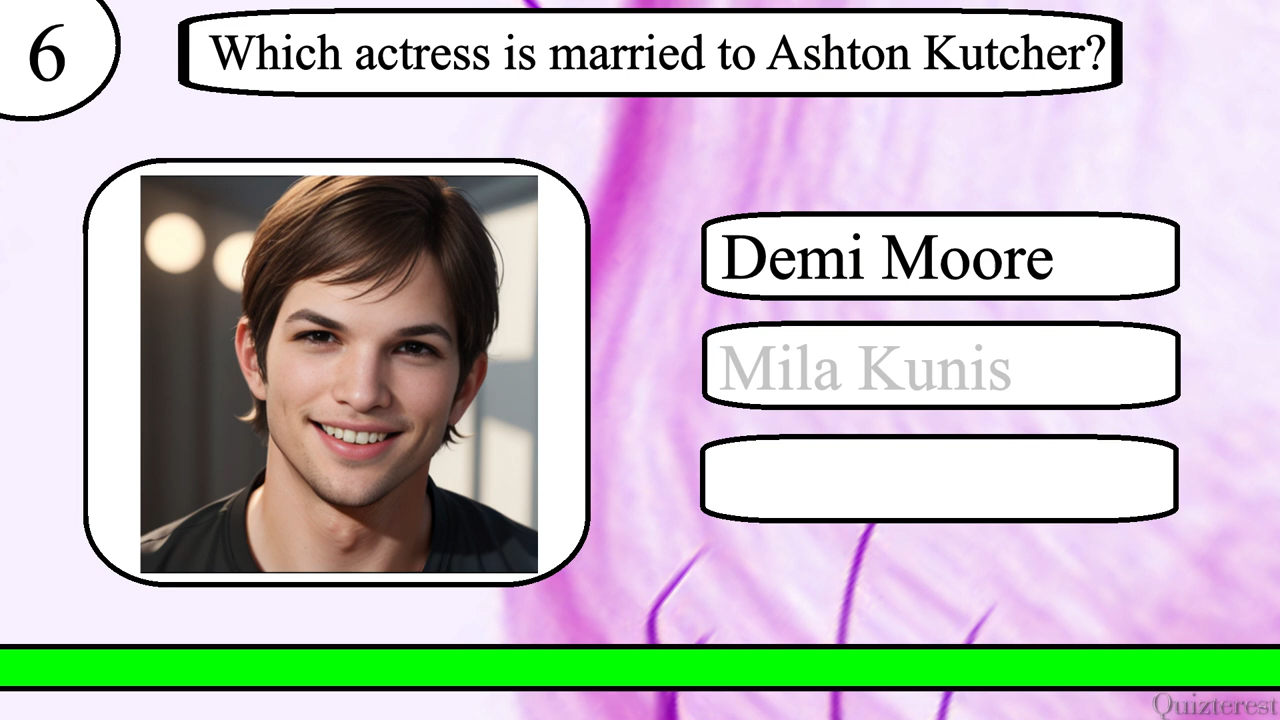 6
Which actress is married to Ashton Kutcher?
Demi Moore
Mila Kunis
Quizterest